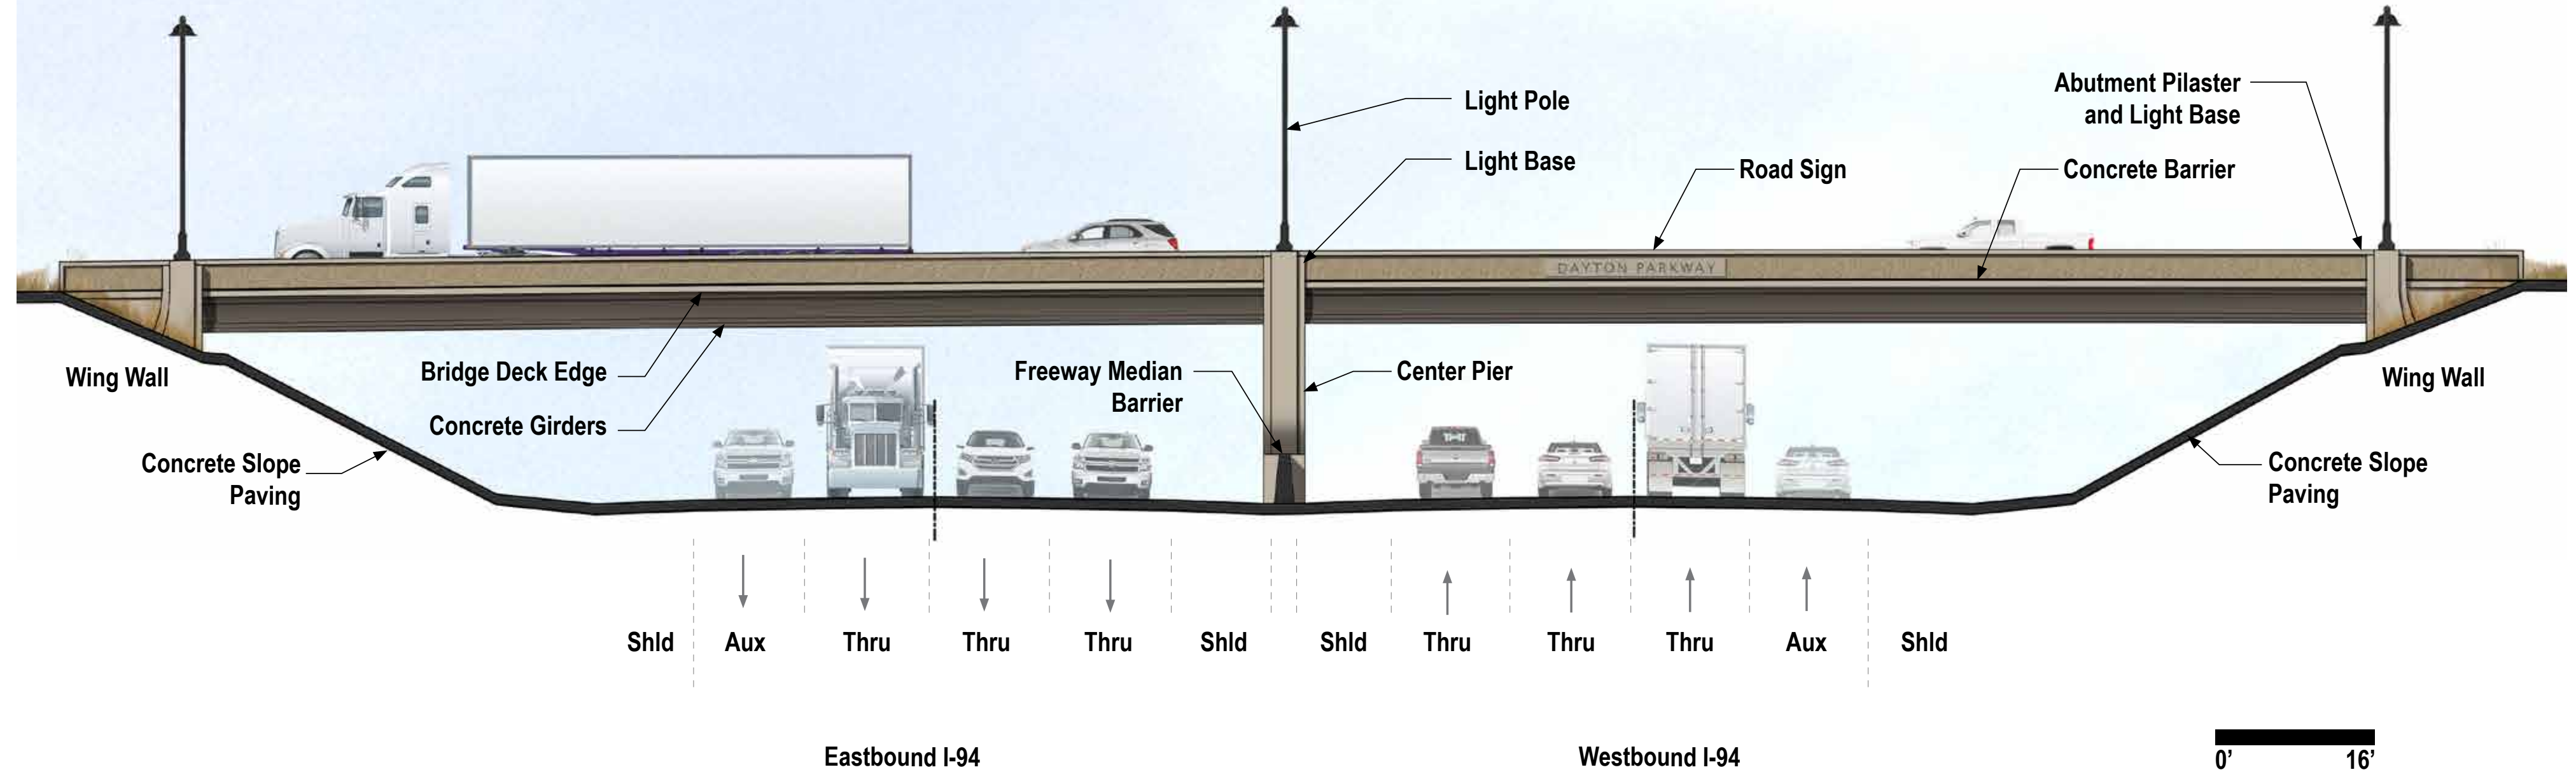 Light Pole
Light Base
Road Sign
Abutment Pilaster
and Light Base
Concrete Barrier
DAYTON PARKWAY
Wing Wall
Bridge Deck Edge
Concrete Girders
Concrete Slope
Paving
Freeway Median
Barrier
Center Pier
Wing Wall
Concrete Slope
Paving
Shld Aux Thru Thru Thru Shld Shld Thru Thru Thru Aux Shld
Eastbound I-94 Westbound I-94
0’ 16’